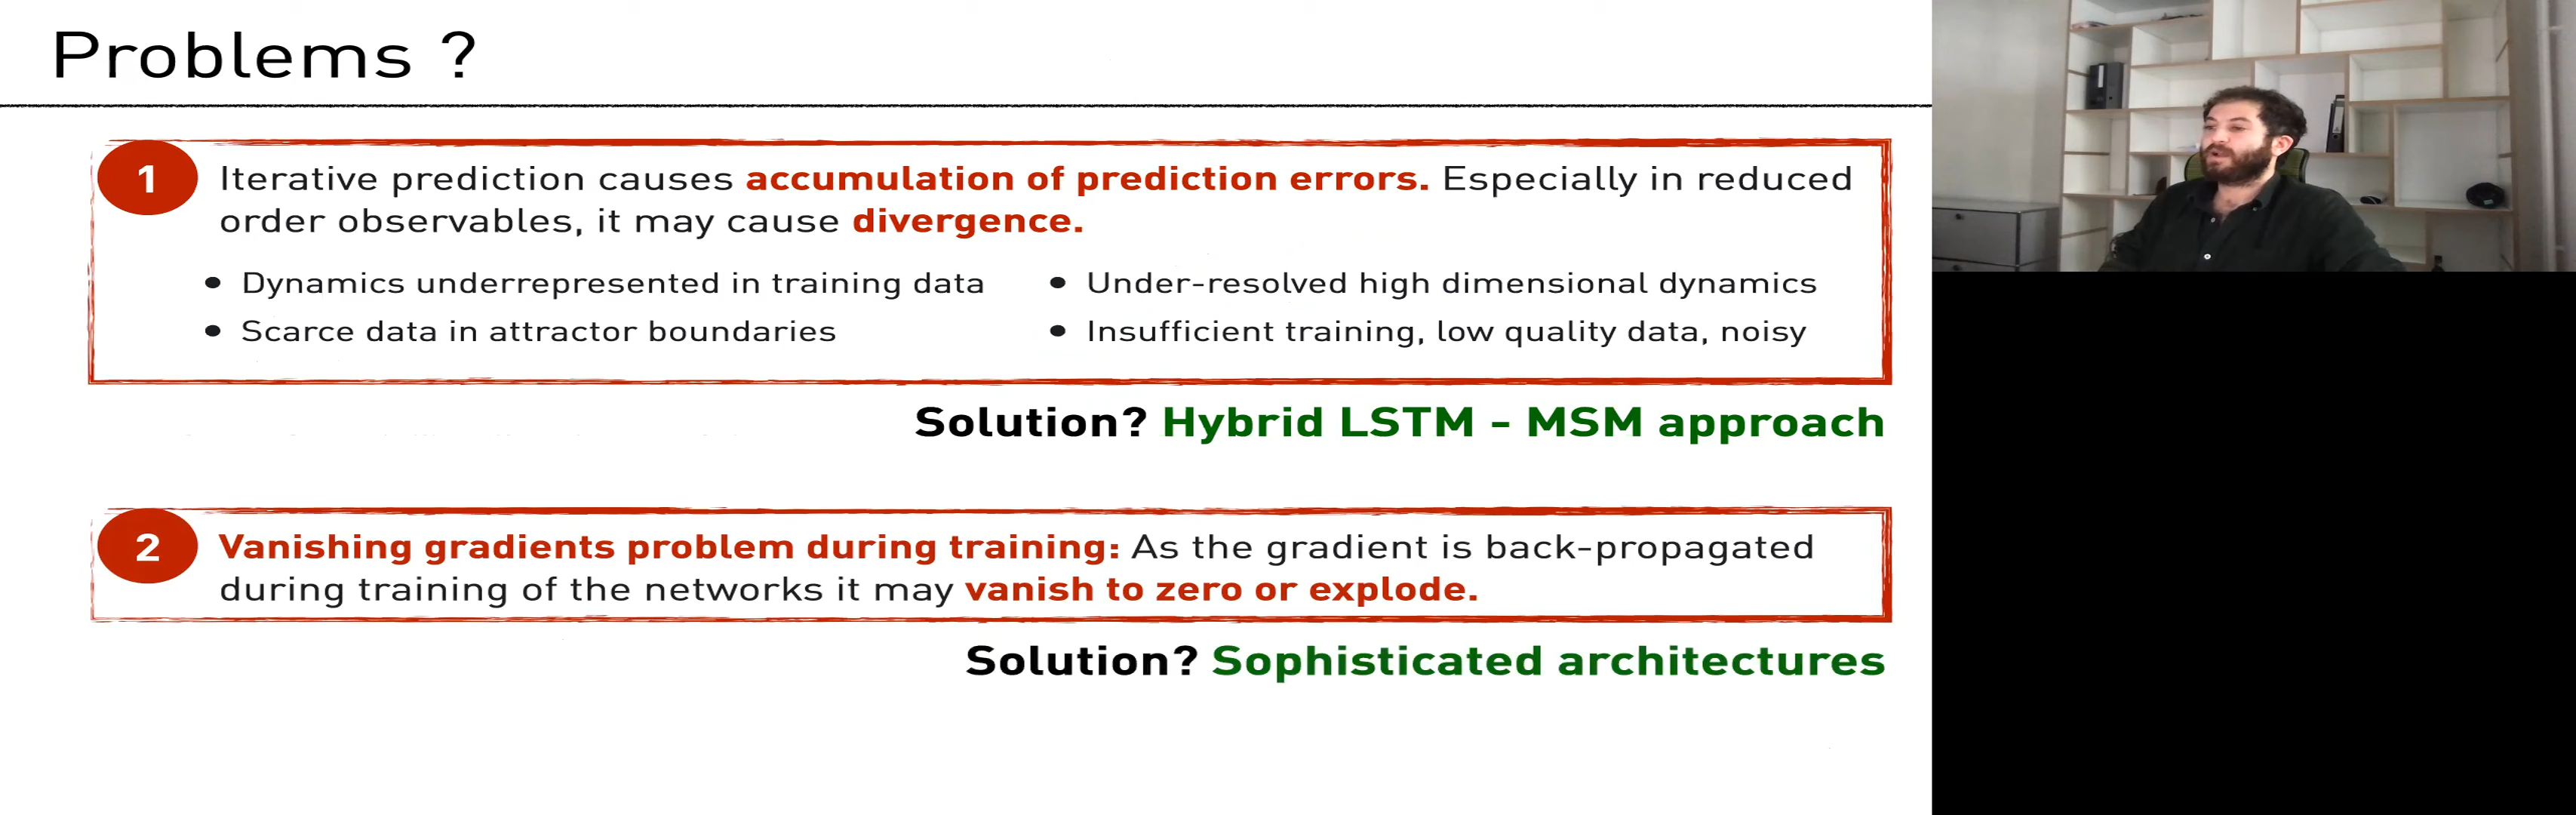 Problems ?
1
Iterative prediction causes accumulation of prediction errors. Especially in reduced
order observables, it may cause divergence.
• Dynamics underrepresented in training data
• Scarce data in attractor boundaries
• Under-resolved high dimensional dynamics
• Insufficient training, low quality data, noisy
Solution? Hybrid LSTM - MSM approach
2
Vanishing gradients problem during training: As the gradient is back-propagated
during training of the networks it may vanish to zero or explode.
Solution? Sophisticated architectures